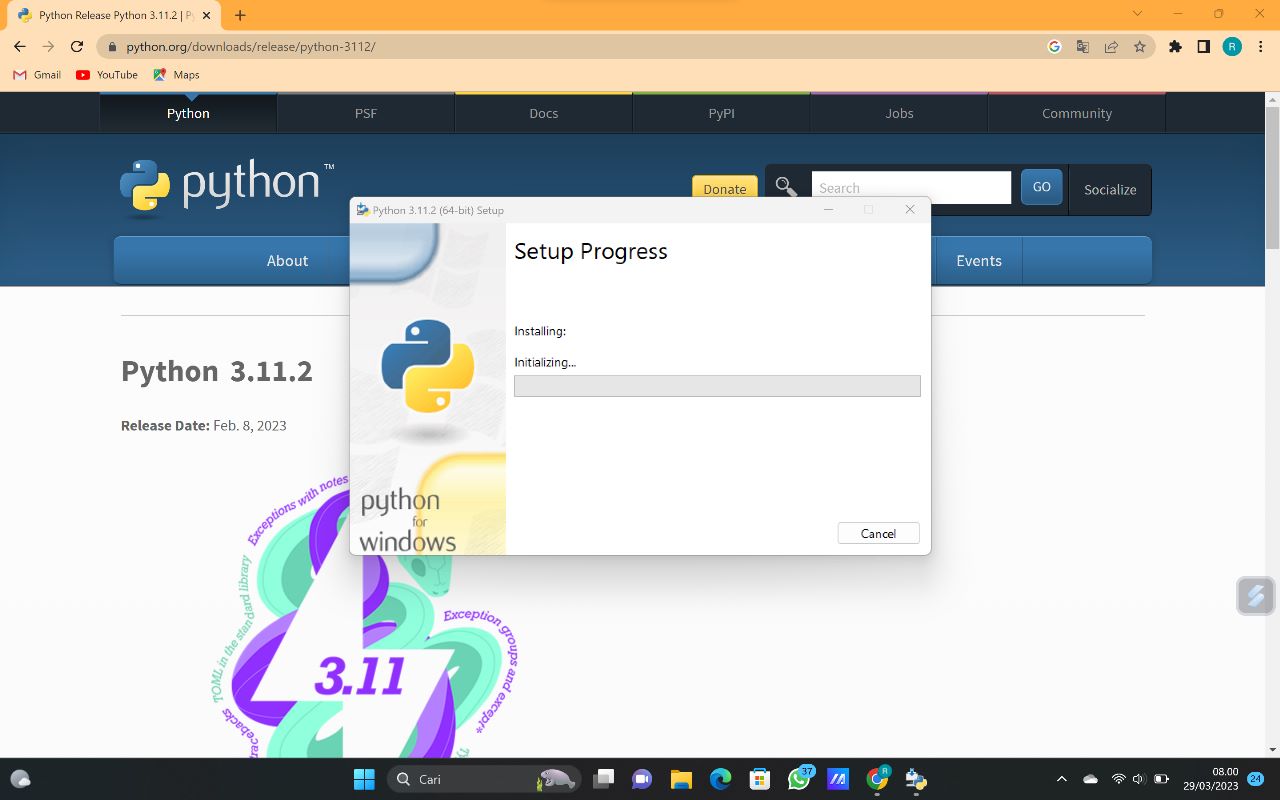 Python Release Python 3.11.2 | Py
python.org/downloads/release/python-3112/
R
Gmail
YouTube
Maps
Python
PSF
Docs
PyPI
Jobs
Community
python™
Donate
Search
GO
Socialize
About
Events
Python 3.11.2 (64-bit) Setup
Setup Progress
Installing:
Initializing...
python
for
windows
Cancel
Python 3.11.2
Release Date: Feb. 8, 2023
Exceptions with notes
TOML in the standard library
Exception groups and except*
3.11
tracebacks
Ty
Cari
37
R
08.00
29/03/2023
24